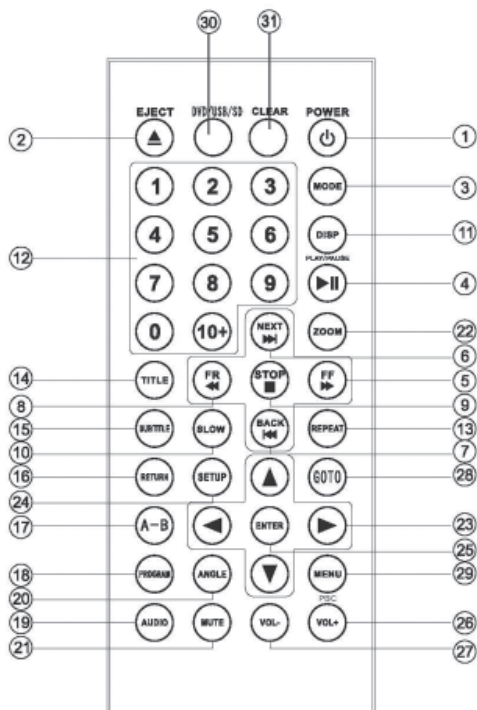 30 31
EJECT DVD/USB/SD CLEAR POWER
2 1
1 2 3 MODE 3
4 5 6 DISP 11
12
PLAY/PAUSE
7 8 9 4
0 10+ NEXT ZOOM 22
6
14 TITLE FR STOP FF 5
8 9
15 SUBTITLE SLOW BACK REPEAT 13
10 7
16 RETURN SETUP GOTO 28
24
17 A-B ENTER 23
25
18 PROGRAM ANGLE MENU 29
20 PSC
19 AUDIO MUTE VOL- VOL+ 26
21 27